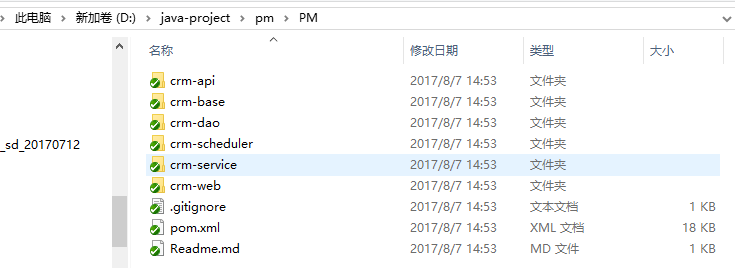 此电脑 > 新加卷 (D:) > java-project > pm > PM
名称 修改日期 类型 大小
crm-api 2017/8/7 14:53 文件夹
crm-base 2017/8/7 14:53 文件夹
crm-dao 2017/8/7 14:53 文件夹
_sd_20170712
crm-scheduler 2017/8/7 14:53 文件夹
crm-service 2017/8/7 14:53 文件夹
crm-web 2017/8/7 14:53 文件夹
.gitignore 2017/8/7 14:53 文本文档 1 KB
pom.xml 2017/8/7 14:53 XML 文档 18 KB
Readme.md 2017/8/7 14:53 MD 文件 1 KB